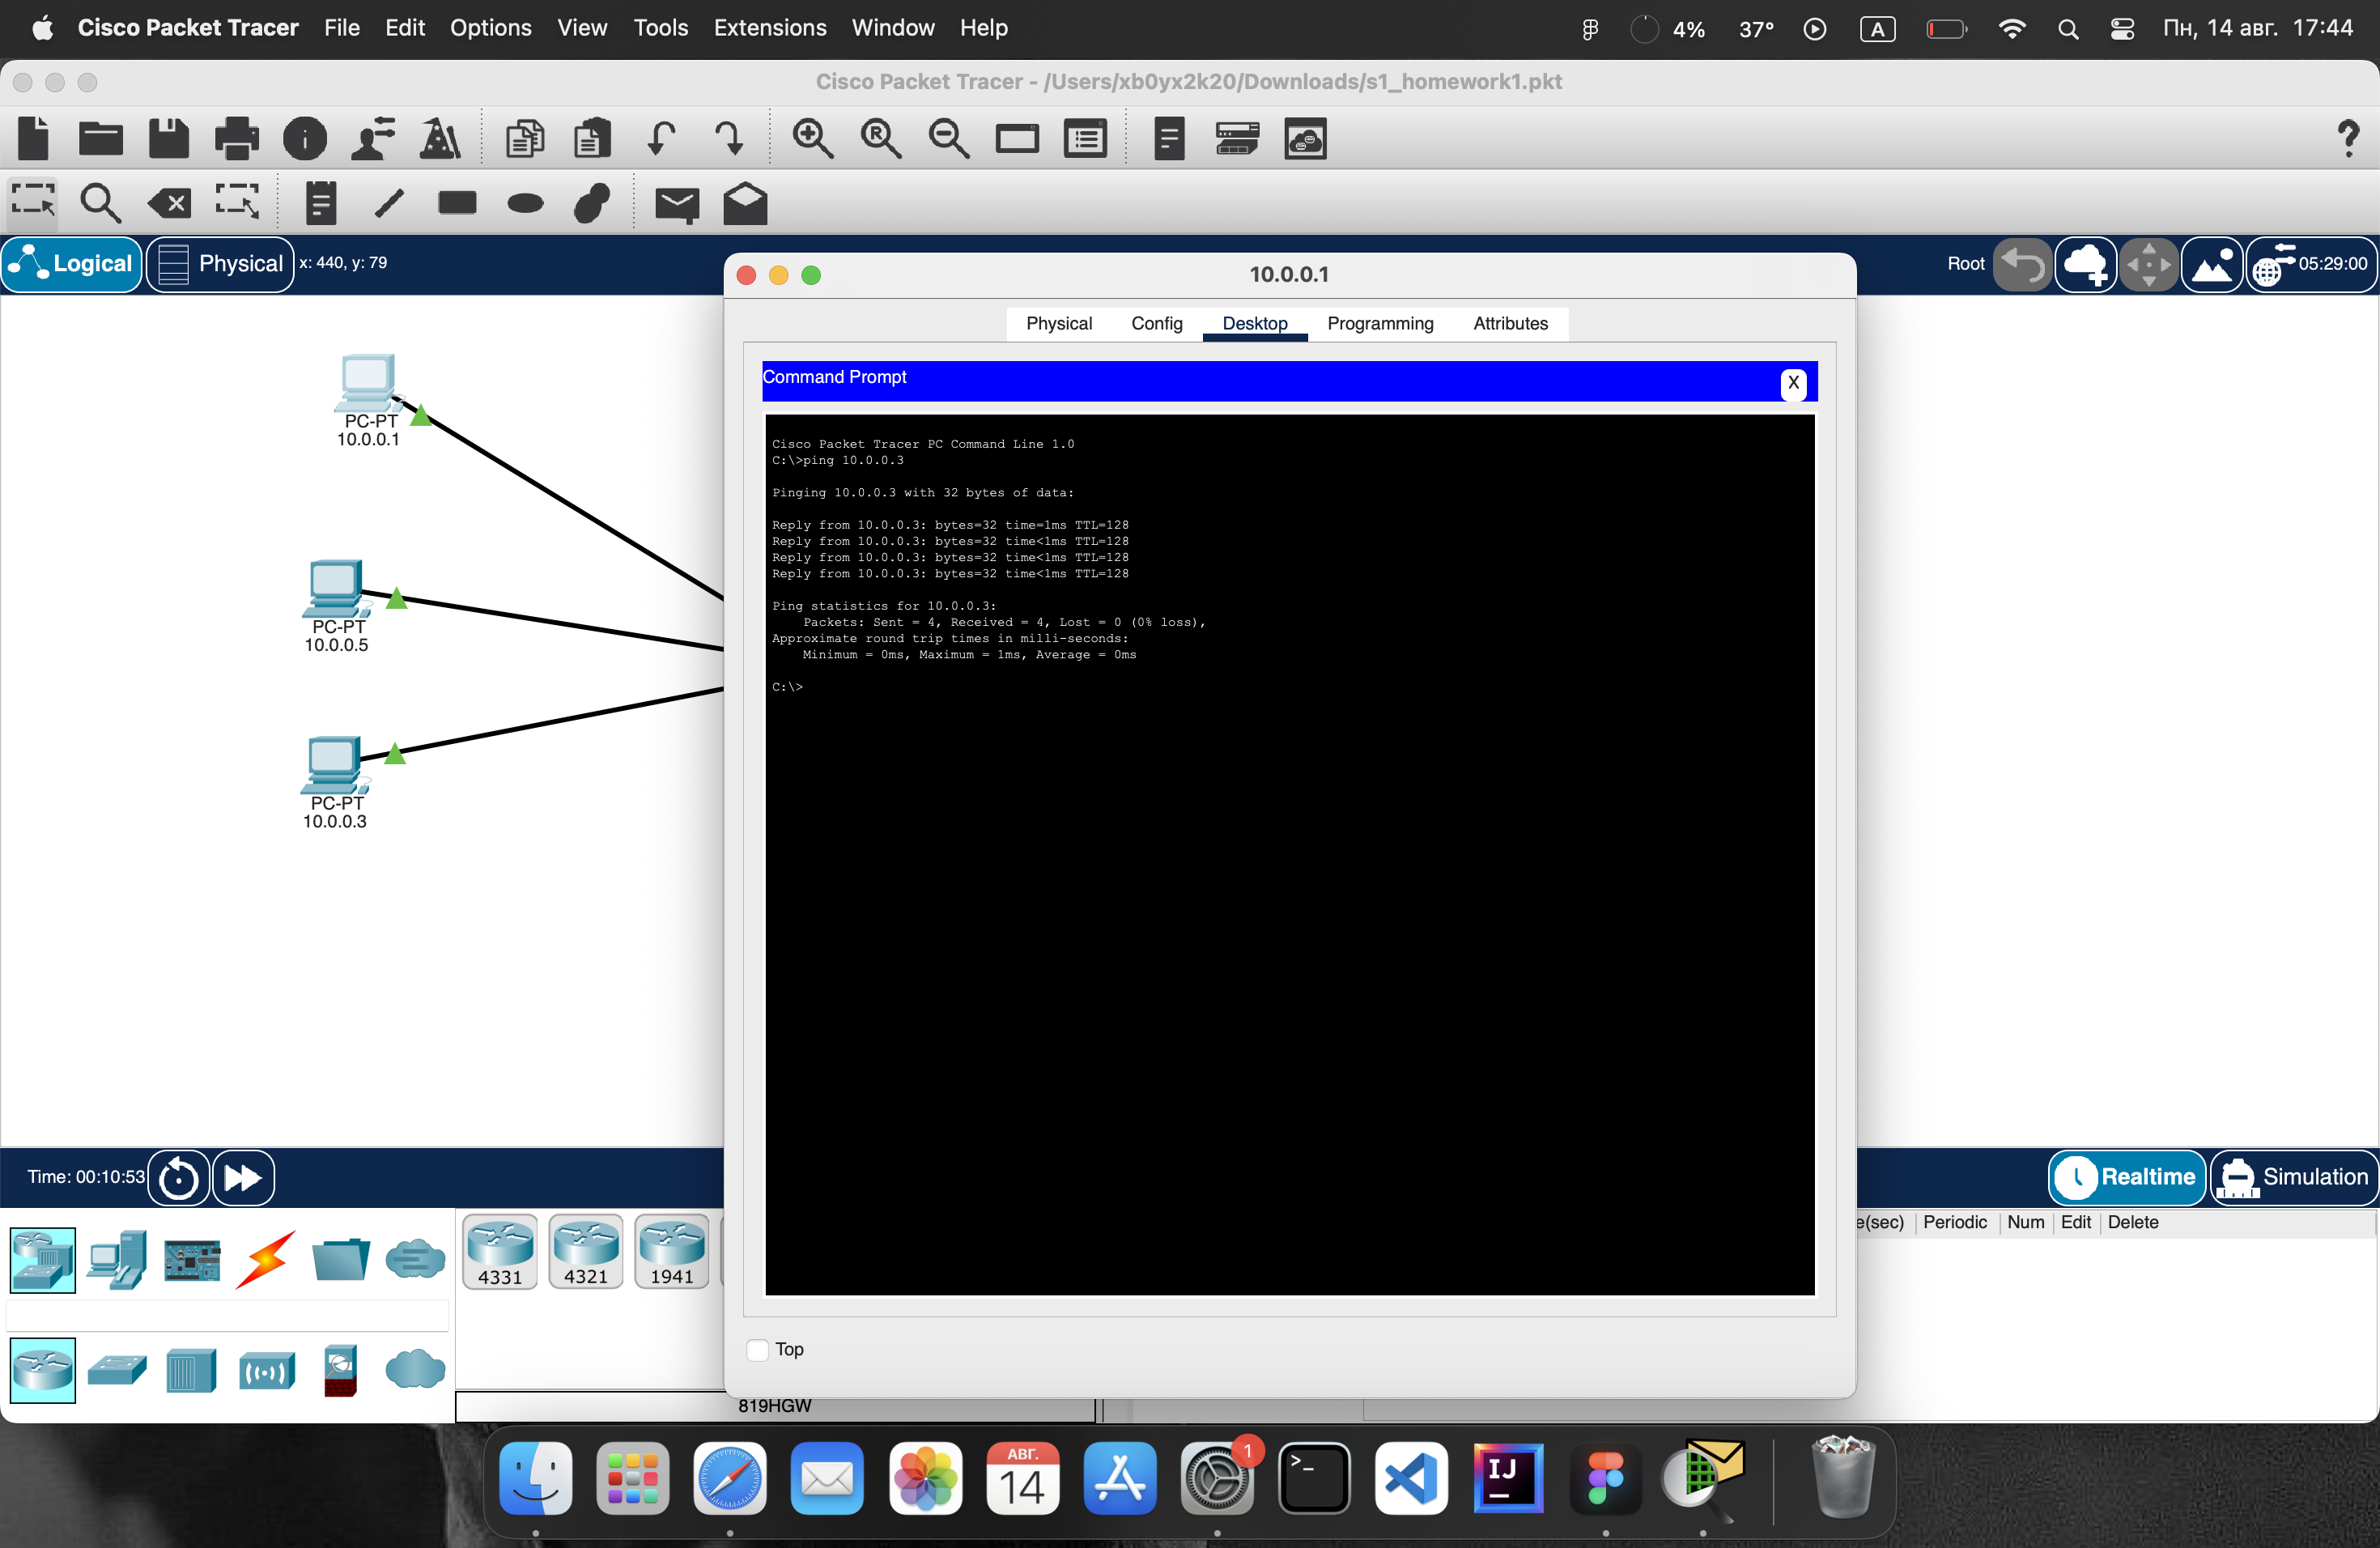 Cisco Packet Tracer File Edit Options View Tools Extensions Window Help 4% 37° A Пн, 14 авг. 17:44
Cisco Packet Tracer - /Users/xb0yx2k20/Downloads/s1_homework1.pkt
Logical Physical x: 440, y: 79
Root 05:29:00
10.0.0.1
Physical Config Desktop Programming Attributes
Command Prompt X
Cisco Packet Tracer PC Command Line 1.0
C:\>ping 10.0.0.3
Pinging 10.0.0.3 with 32 bytes of data:
Reply from 10.0.0.3: bytes=32 time=1ms TTL=128
Reply from 10.0.0.3: bytes=32 time<1ms TTL=128
Reply from 10.0.0.3: bytes=32 time<1ms TTL=128
Reply from 10.0.0.3: bytes=32 time<1ms TTL=128
Ping statistics for 10.0.0.3:
Packets: Sent = 4, Received = 4, Lost = 0 (0% loss),
Approximate round trip times in milli-seconds:
Minimum = 0ms, Maximum = 1ms, Average = 0ms
C:\>
Top
PC-PT
10.0.0.1
PC-PT
10.0.0.5
PC-PT
10.0.0.3
Time: 00:10:53
Realtime Simulation
e(sec) Periodic Num Edit Delete
4331 4321 1941
819HGW
АВГ.
14
1
>_
IJ